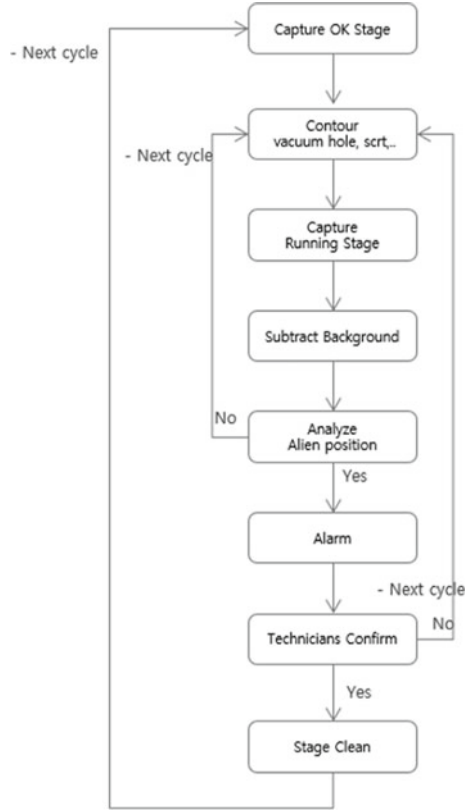 Capture OK Stage
- Next cycle
Contour
vacuum hole, scrt,..
- Next cycle
Capture
Running Stage
Subtract Background
No
Analyze
Alien position
Yes
Alarm
- Next cycle
No
Technicians Confirm
Yes
Stage Clean